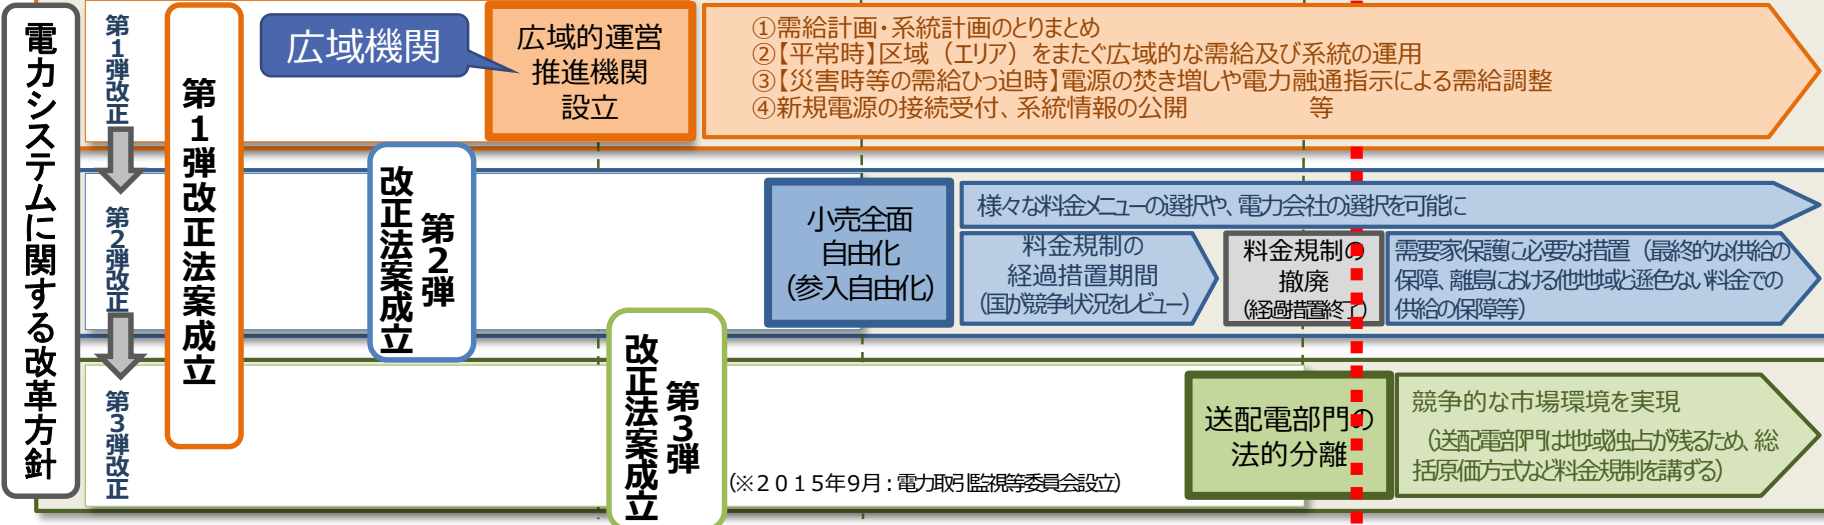 電力システムに関する改革方針
第1弾改正
第2弾改正
第3弾改正
第1弾改正法案成立
広域機関
広域的運営
推進機関
設立
①需給計画・系統計画のとりまとめ
②【平常時】区域（エリア）をまたぐ広域的な需給及び系統の運用
③【災害時等の需給ひっ迫時】電源の焚き増しや電力融通指示による需給調整
④新規電源の接続受付、系統情報の公開　　　　　等
第2弾
改正法案成立
小売全面
自由化
（参入自由化）
様々な料金メニューの選択や、電力会社の選択を可能に
料金規制の
経過措置期間
（国が競争状況をレビュー）
料金規制の
撤廃
（経過措置終了）
需要家保護に必要な措置（最終的な供給の
保障、離島における他地域と遜色ない料金での
供給の保障等）
第3弾
改正法案成立
（※２０１５年９月：電力取引監視等委員会設立）
送配電部門の
法的分離
競争的な市場環境を実現
（送配電部門は地域独占が残るため、総
括原価方式など料金規制を講ずる）